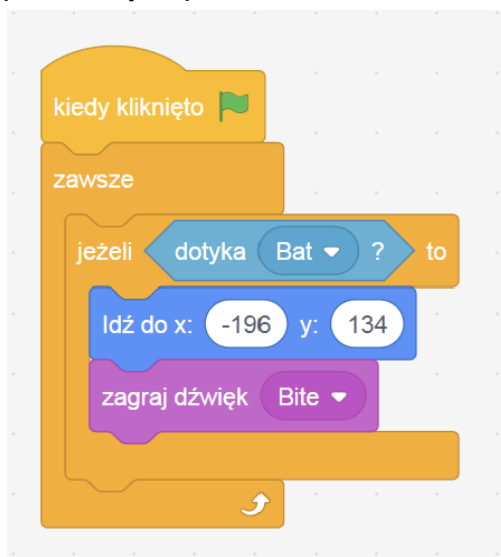 kiedy kliknięto
zawsze
jeżeli dotyka Bat ? to
Idź do x: -196 y: 134
zagraj dźwięk Bite